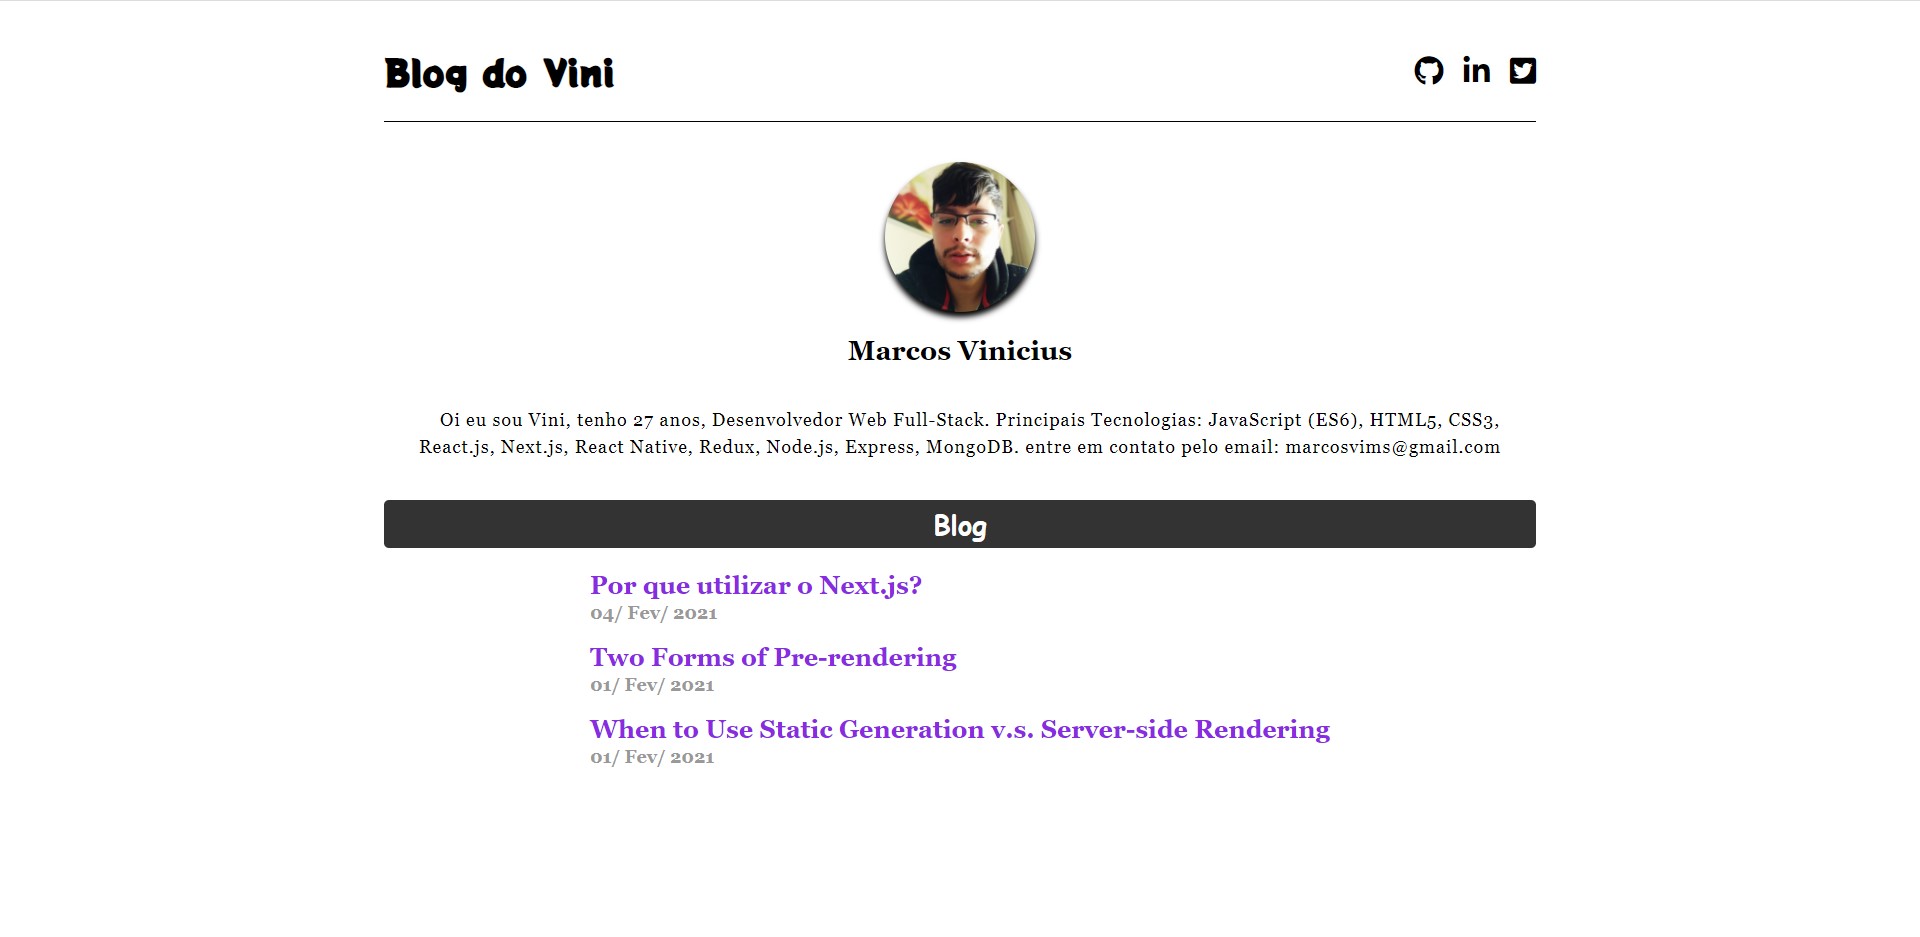 Blog do Vini
Marcos Vinicius
Oi eu sou Vini, tenho 27 anos, Desenvolvedor Web Full-Stack. Principais Tecnologias: JavaScript (ES6), HTML5, CSS3,
React.js, Next.js, React Native, Redux, Node.js, Express, MongoDB. entre em contato pelo email: marcosvims@gmail.com
Blog
Por que utilizar o Next.js?
04/ Fev/ 2021
Two Forms of Pre-rendering
01/ Fev/ 2021
When to Use Static Generation v.s. Server-side Rendering
01/ Fev/ 2021